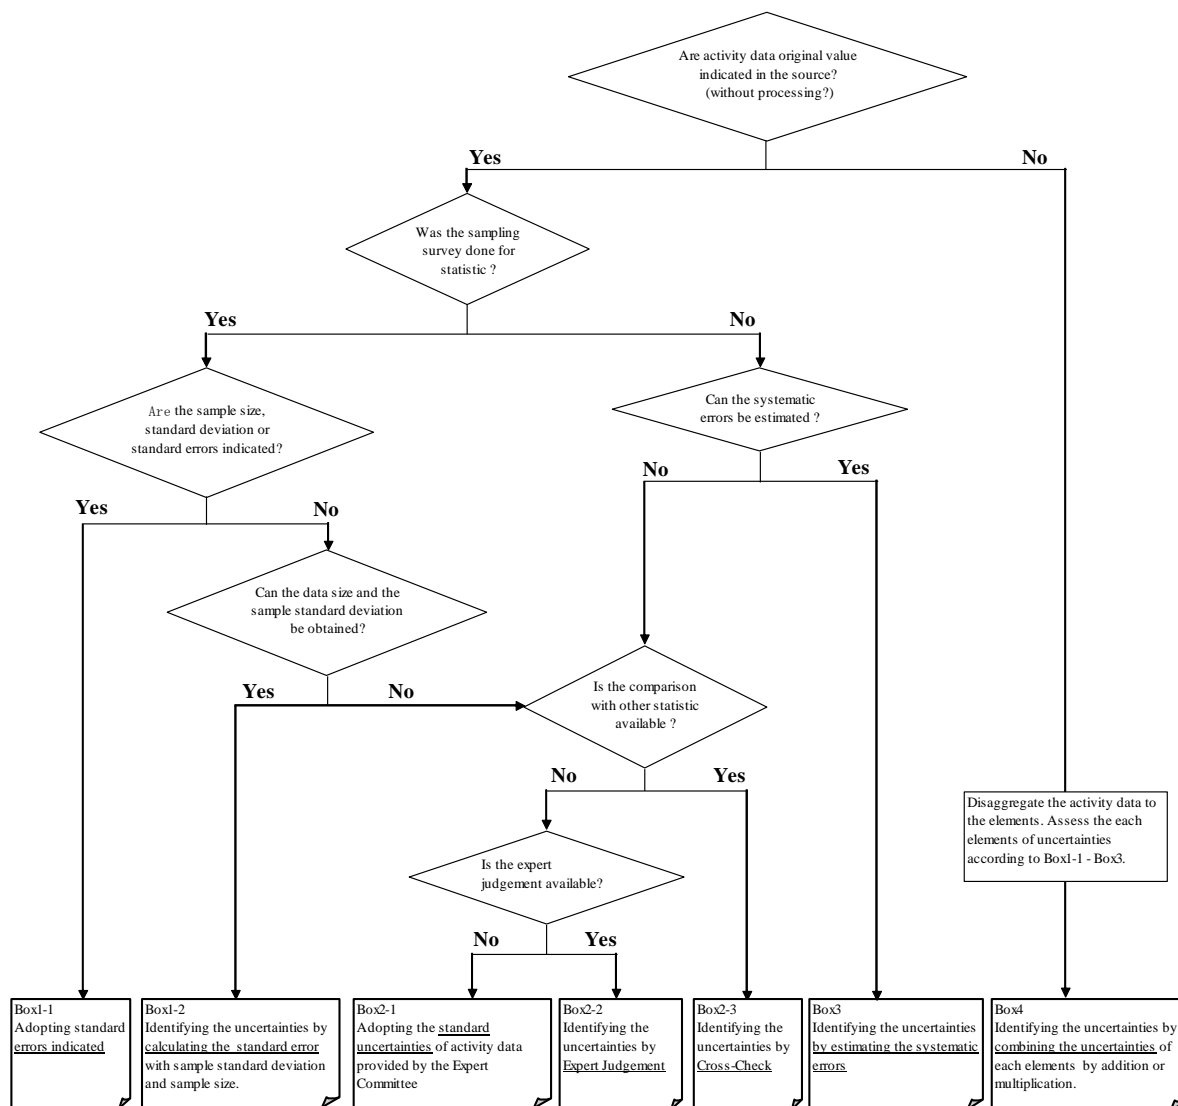 Are activity data original value
indicated in the source?
(without processing?)
Yes
No
Was the sampling
survey done for
statistic ?
Yes
No
Are the sample size,
standard deviation or
standard errors indicated?
Can the systematic
errors be estimated ?
No
Yes
Yes
No
Can the data size and the
sample standard deviation
be obtained?
Yes
No
Is the comparison
with other statistic
available ?
No
Yes
Disaggregate the activity data to
the elements. Assess the each
elements of uncertainties
according to Box1-1 - Box3.
Is the expert
judgement available?
No
Yes
Box1-1
Adopting standard
errors indicated
Box1-2
Identifying the uncertainties by
calculating the standard error
with sample standard deviation
and sample size.
Box2-1
Adopting the standard
uncertainties of activity data
provided by the Expert
Committee
Box2-2
Identifying the
uncertainties by
Expert Judgement
Box2-3
Identifying the
uncertainties by
Cross-Check
Box3
Identifying the uncertainties
by estimating the systematic
errors
Box4
Identifying the uncertainties by
combining the uncertainties of
each elements by addition or
multiplication.